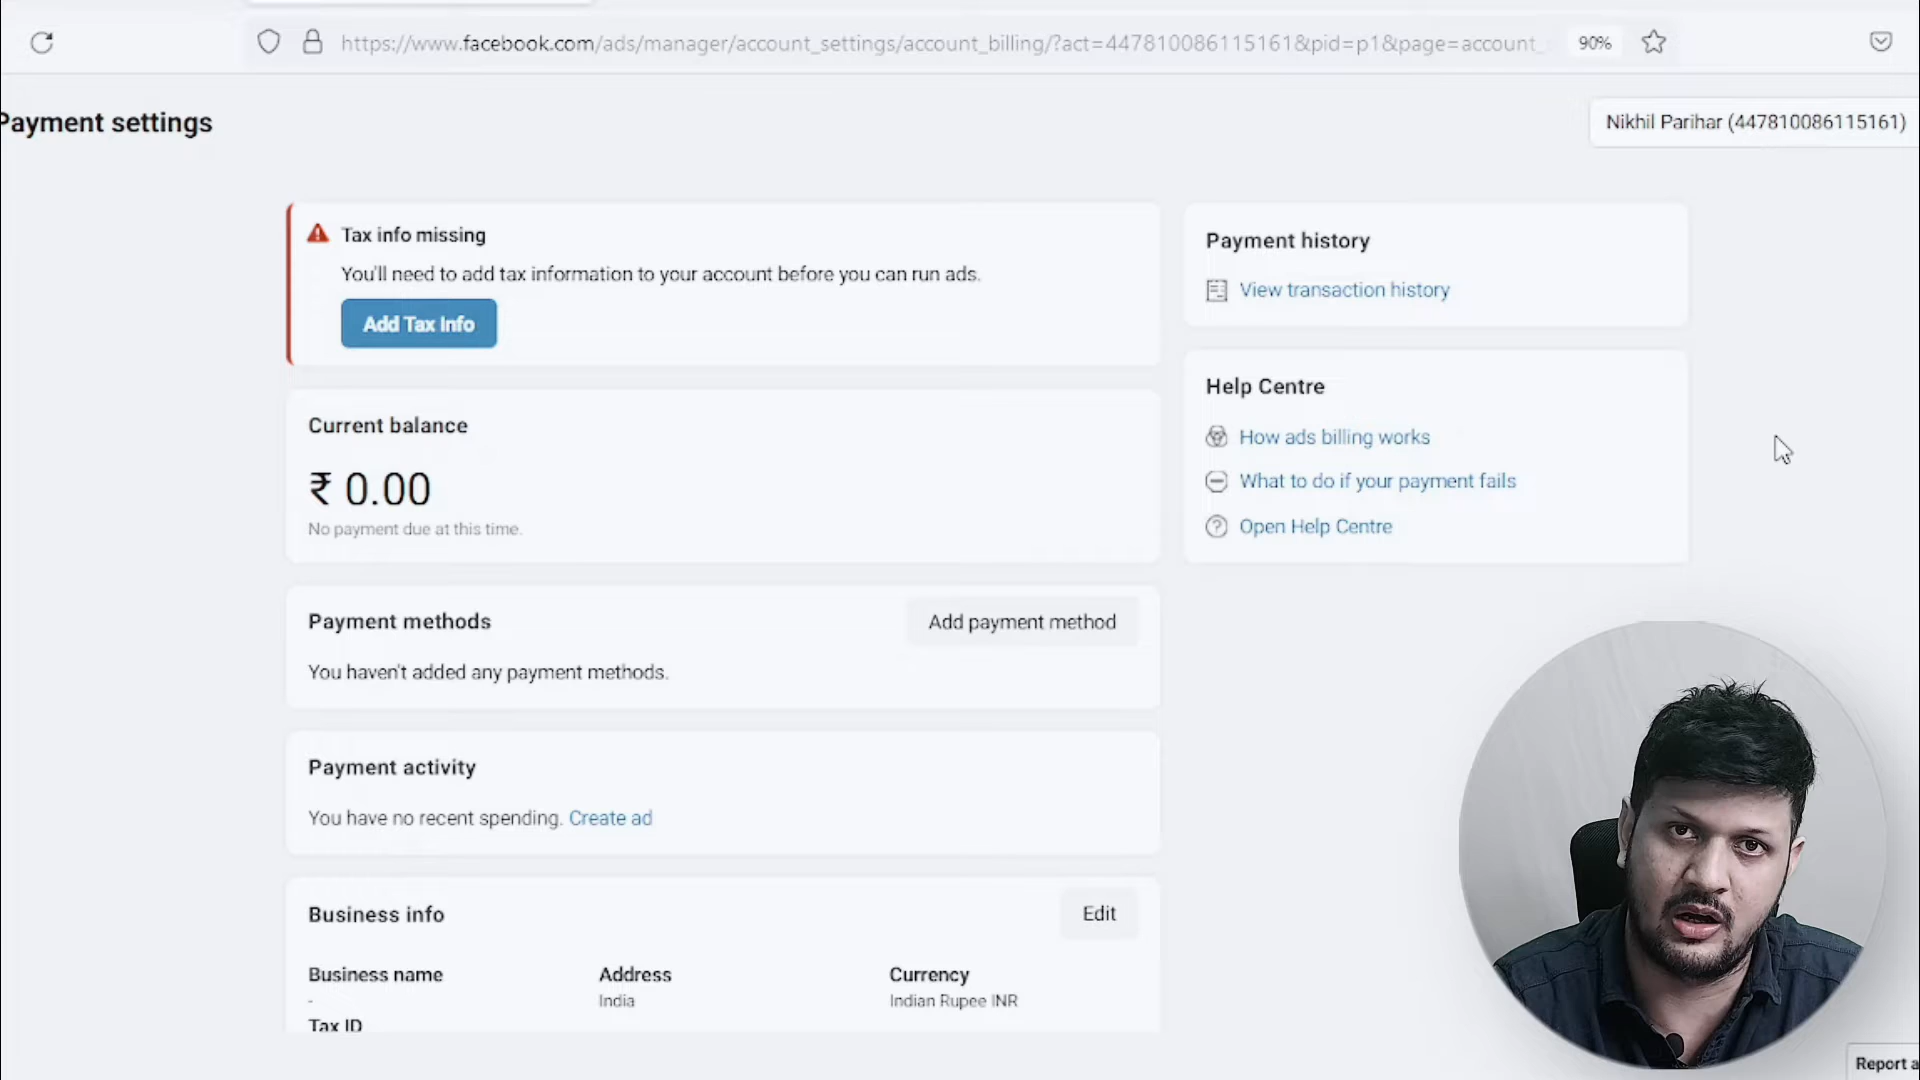 https://www.facebook.com/ads/manager/account_settings/account_billing/?act=447810086115161&pid=p1&page=account_
90%
Payment settings
Nikhil Parihar (447810086115161)
Tax info missing
You'll need to add tax information to your account before you can run ads.
Add Tax Info
Current balance
₹ 0.00
No payment due at this time.
Payment methods
Add payment method
You haven't added any payment methods.
Payment activity
You have no recent spending. Create ad
Business info
Edit
Business name
Address
Currency
-
India
Indian Rupee INR
Tax ID
Payment history
View transaction history
Help Centre
How ads billing works
What to do if your payment fails
Open Help Centre
Report a